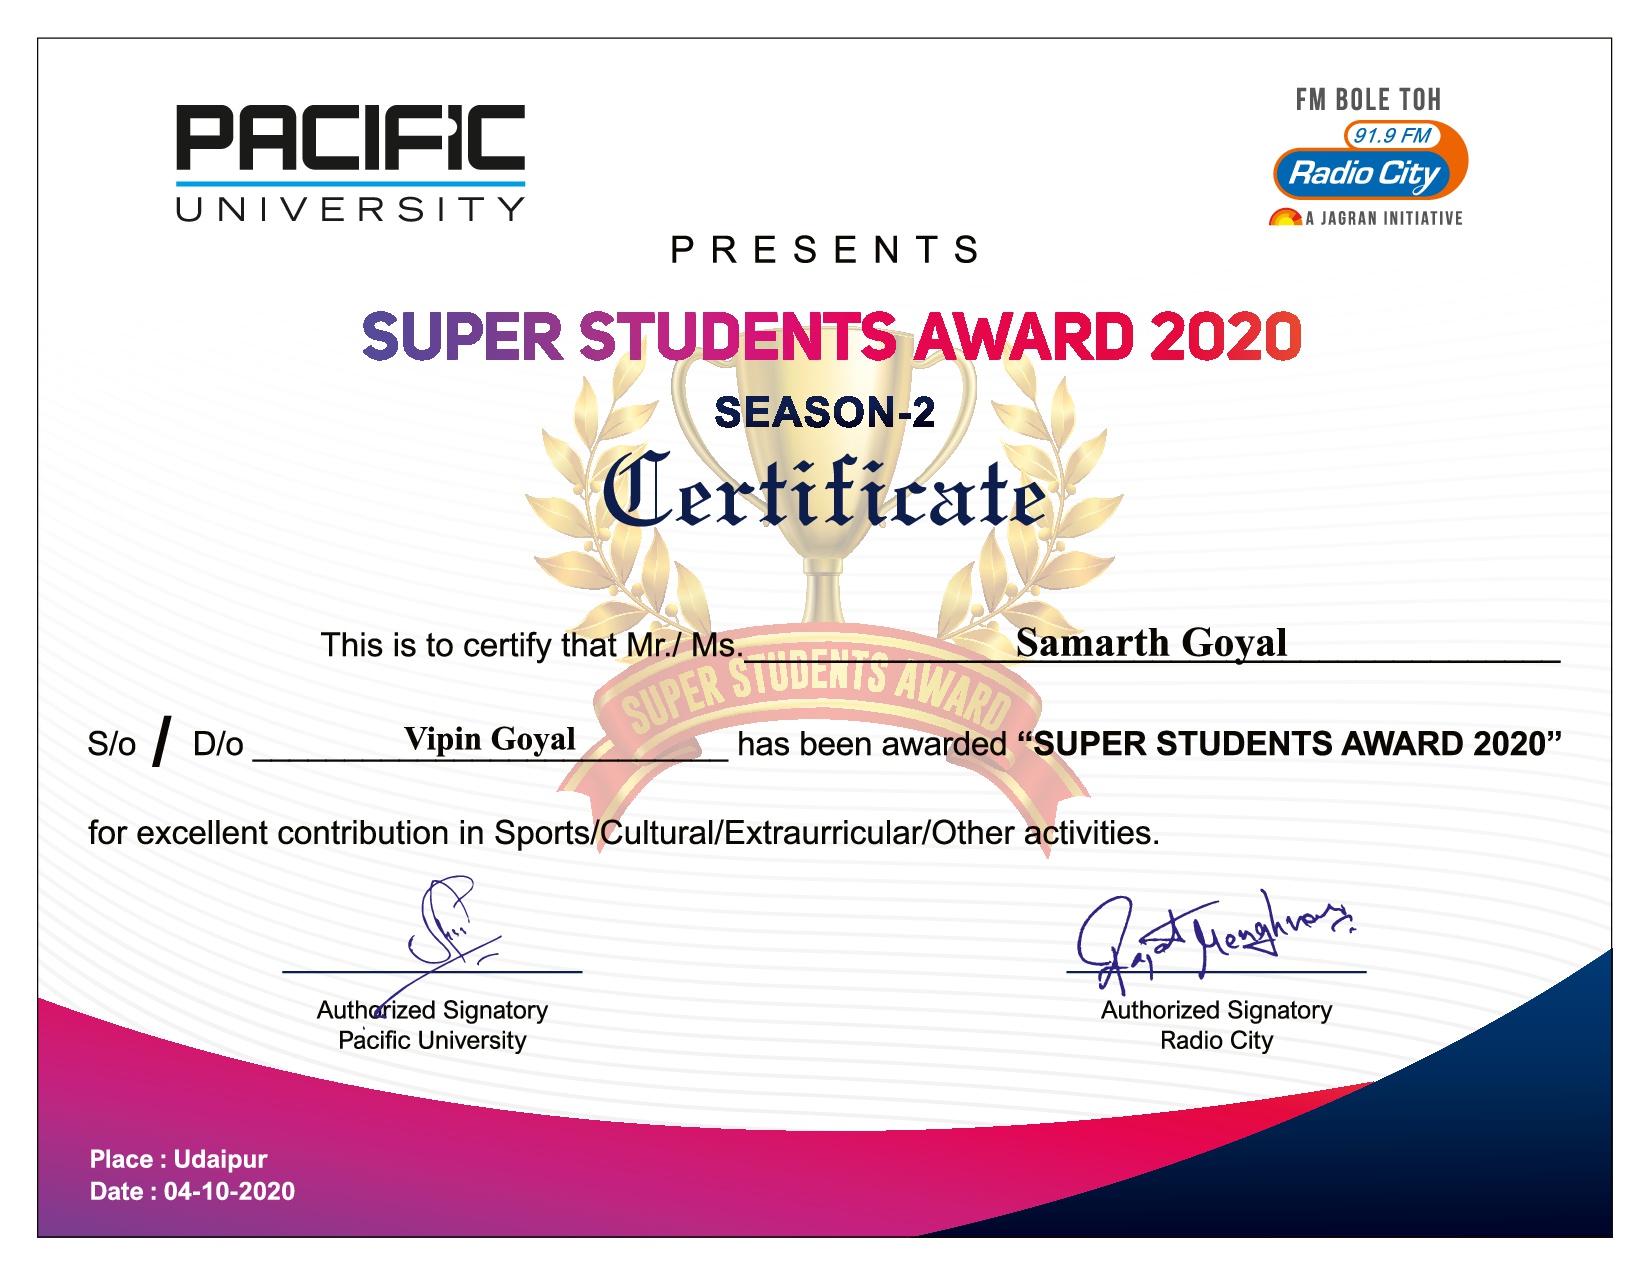 PACIFIC
UNIVERSITY
FM BOLE TOH
91.9 FM
Radio City
A JAGRAN INITIATIVE
PRESENTS
SUPER STUDENTS AWARD 2020
SEASON-2
Certificate
This is to certify that Mr./ Ms. Samarth Goyal
SUPER STUDENTS AWARD
S/o / D/o Vipin Goyal has been awarded “SUPER STUDENTS AWARD 2020”
for excellent contribution in Sports/Cultural/Extraurricular/Other activities.
Authorized Signatory
Pacific University
Rajat Menghnani
Authorized Signatory
Radio City
Place : Udaipur
Date : 04-10-2020